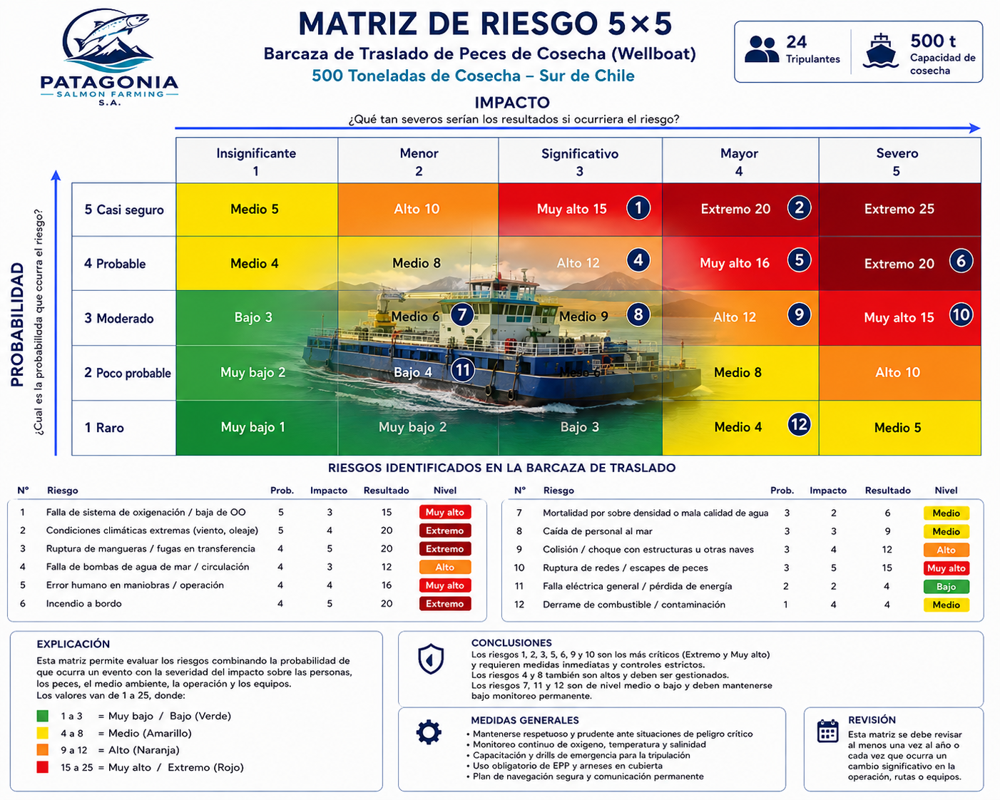 PATAGONIA
SALMON FARMING
S.A.
MATRIZ DE RIESGO 5×5
Barcaza de Traslado de Peces de Cosecha (Wellboat)
500 Toneladas de Cosecha – Sur de Chile
24
Tripulantes
500 t
Capacidad de
cosecha
IMPACTO
¿Qué tan severos serían los resultados si ocurriera el riesgo?
Insignificante Menor Significativo Mayor Severo
1 2 3 4 5
PROBABILIDAD
¿Cual es la probabiloda que ocurra el riesgo?
5 Casi seguro Medio 5 Alto 10 Muy alto 15 1 Extremo 20 2 Extremo 25
4 Probable Medio 4 Medio 8 Alto 12 4 Muy alto 16 5 Extremo 20 6
3 Moderado Bajo 3 Medio 6 7 Medio 9 8 Alto 12 9 Muy alto 15 10
2 Poco probable Muy bajo 2 Bajo 4 11 6 Medio 8 Alto 10
1 Raro Muy bajo 1 Muy bajo 2 Bajo 3 Medio 4 12 Medio 5
RIESGOS IDENTIFICADOS EN LA BARCAZA DE TRASLADO
N° Riesgo Prob. Impacto Resultado Nivel
1 Falla de sistema de oxigenación / baja de OO 5 3 15 Muy alto
2 Condiciones climáticas extremas (viento, oleaje) 5 4 20 Extremo
3 Ruptura de mangueras / fugas en transferencia 4 5 20 Extremo
4 Falla de bombas de agua de mar / circulación 4 3 12 Alto
5 Error humano en maniobras / operación 4 4 16 Muy alto
6 Incendio a bordo 4 5 20 Extremo
N° Riesgo Prob. Impacto Resultado Nivel
7 Mortalidad por sobre densidad o mala calidad de agua 3 2 6 Medio
8 Caída de personal al mar 3 3 9 Medio
9 Colisión / choque con estructuras u otras naves 3 4 12 Alto
10 Ruptura de redes / escapes de peces 3 5 15 Muy alto
11 Falla eléctrica general / pérdida de energía 2 2 4 Bajo
12 Derrame de combustible / contaminación 1 4 4 Medio
EXPLICACIÓN
Esta matriz permite evaluar los riesgos combinando la probabilidad de
que ocurra un evento con la severidad del impacto sobre las personas,
los peces, el medio ambiente, la operación y los equipos.
Los valores van de 1 a 25, donde:
1 a 3 = Muy bajo / Bajo (Verde)
4 a 8 = Medio (Amarillo)
9 a 12 = Alto (Naranja)
15 a 25 = Muy alto / Extremo (Rojo)
CONCLUSIONES
Los riesgos 1, 2, 3, 5, 6, 9 y 10 son los más críticos (Extremo y Muy alto)
y requieren medidas inmediatas y controles estrictos.
Los riesgos 4 y 8 también son altos y deben ser gestionados.
Los riesgos 7, 11 y 12 son de nivel medio o bajo y deben mantenerse
bajo monitoreo permanente.
MEDIDAS GENERALES
• Mantenerse respetuoso y prudente ante situaciones de peligro crítico
• Monitoreo continuo de oxigeno, temperatura y salinidad
• Capacitación y drills de emergencia para la tripulación
• Uso obligatorio de EPP y arneses en cubierta
• Plan de navegación segura y comunicación permanente
REVISIÓN
Esta matriz se debe revisar
al menos una vez al año o
cada vez que ocurra un
cambio significativo en la
operación, rutas o equipos.